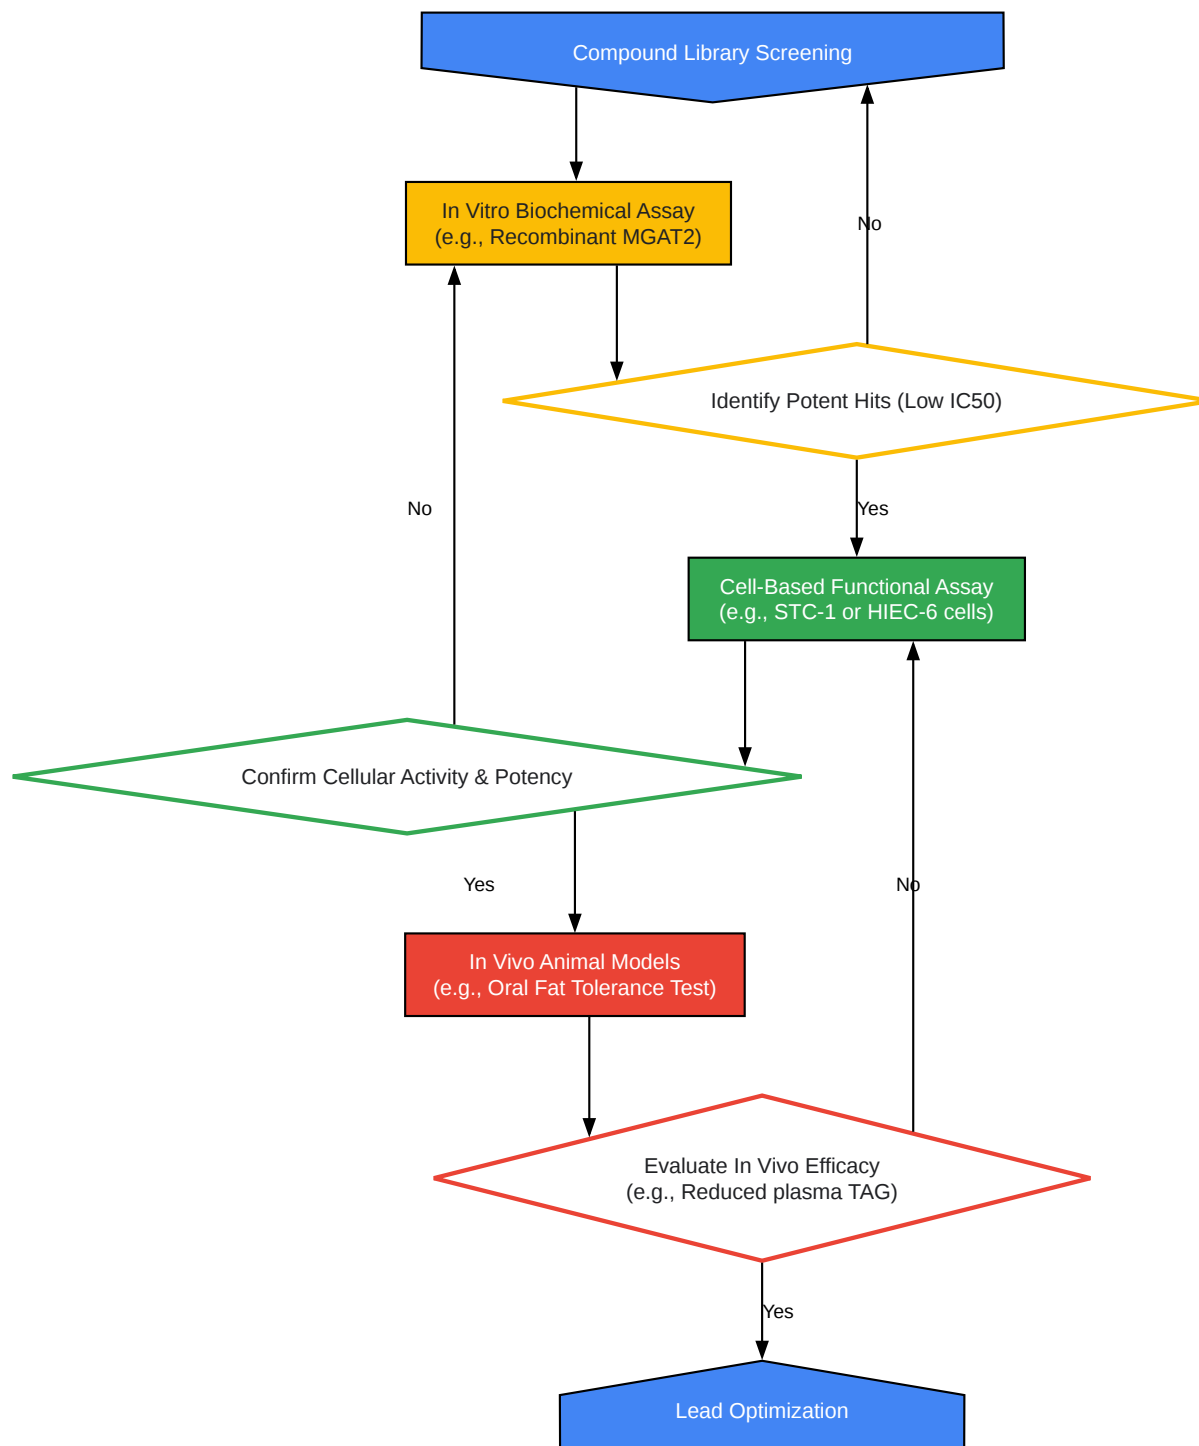 Compound Library Screening
In Vitro Biochemical Assay
(e.g., Recombinant MGAT2)
No
Identify Potent Hits (Low IC50)
No
Yes
Cell-Based Functional Assay
(e.g., STC-1 or HIEC-6 cells)
Confirm Cellular Activity & Potency
Yes
No
In Vivo Animal Models
(e.g., Oral Fat Tolerance Test)
Evaluate In Vivo Efficacy
(e.g., Reduced plasma TAG)
Yes
Lead Optimization